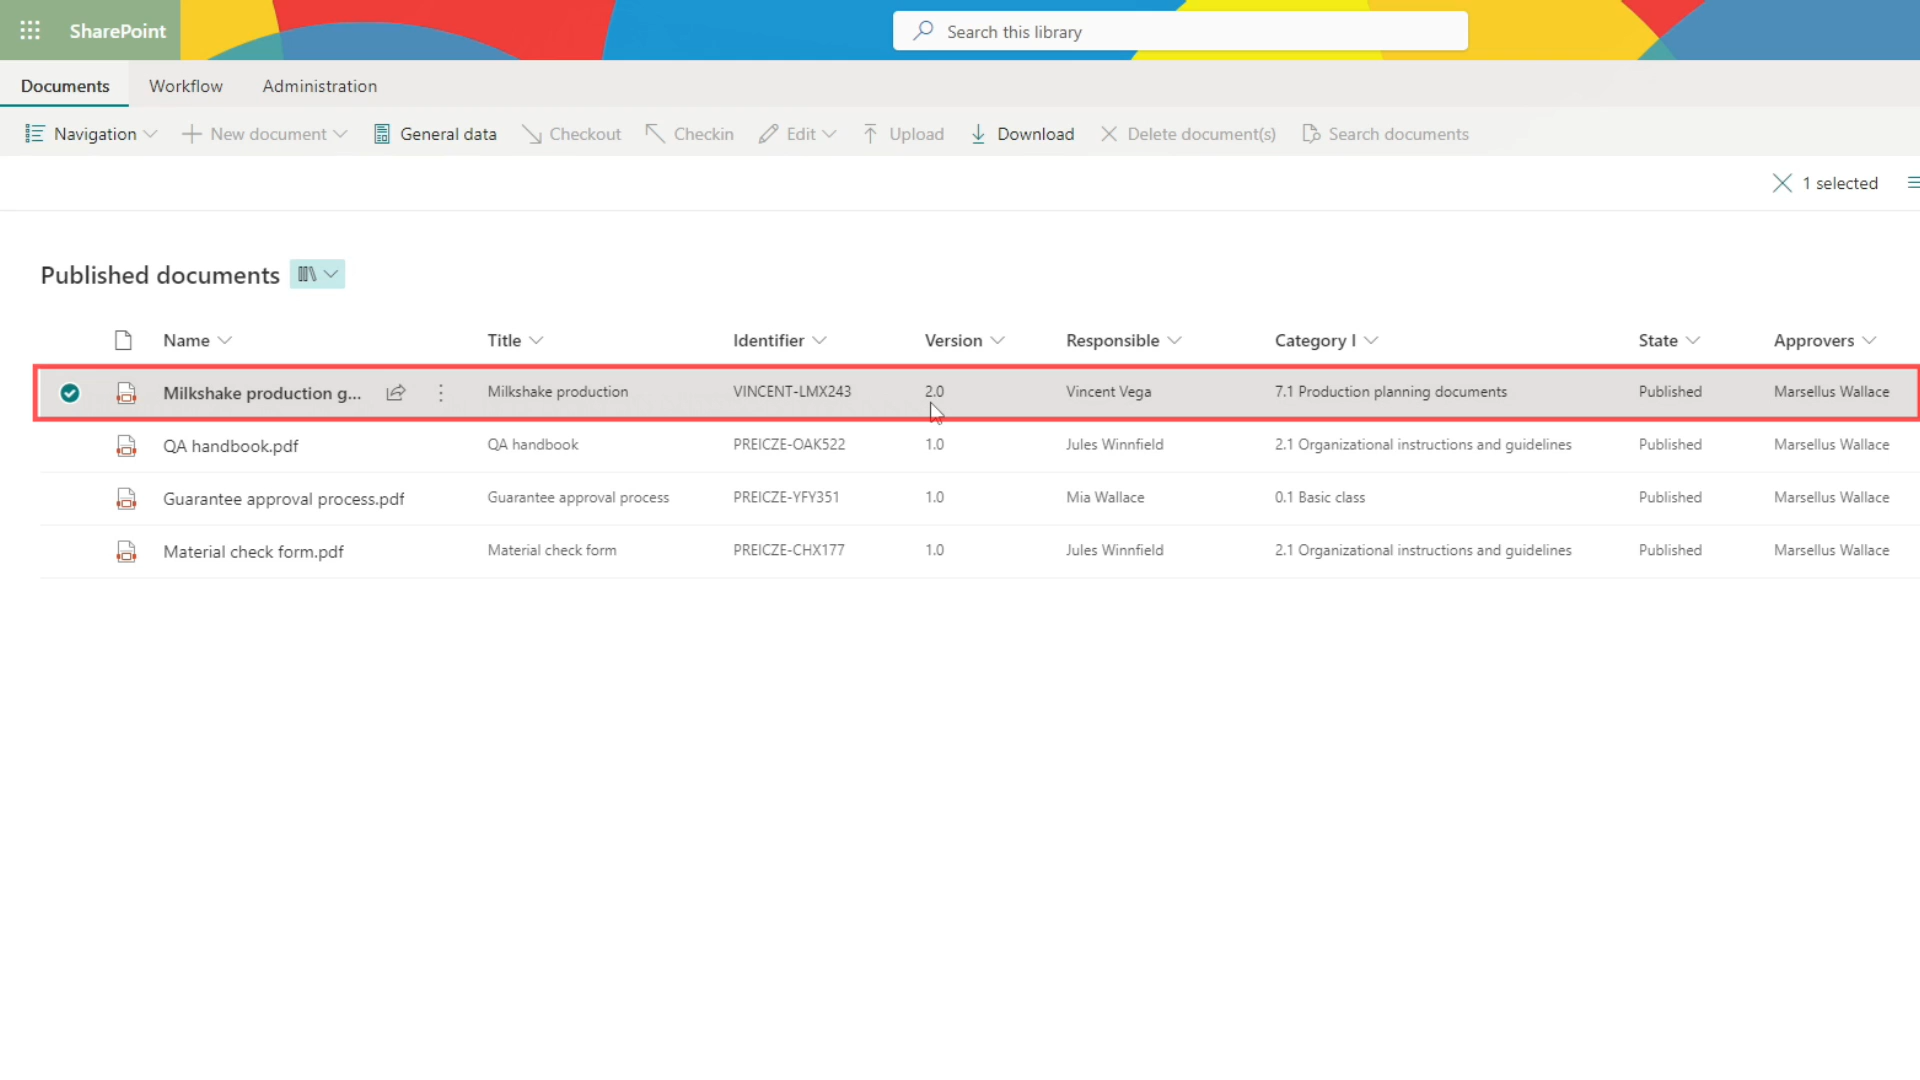 SharePoint
Search this library
Documents Workflow Administration
Navigation New document General data Checkout Checkin Edit Upload Download Delete document(s) Search documents
1 selected
Published documents
Name Title Identifier Version Responsible Category I State Approvers
Milkshake production g... Milkshake production VINCENT-LMX243 2.0 Vincent Vega 7.1 Production planning documents Published Marsellus Wallace
QA handbook.pdf QA handbook PREICZE-OAK522 1.0 Jules Winnfield 2.1 Organizational instructions and guidelines Published Marsellus Wallace
Guarantee approval process.pdf Guarantee approval process PREICZE-YFY351 1.0 Mia Wallace 0.1 Basic class Published Marsellus Wallace
Material check form.pdf Material check form PREICZE-CHX177 1.0 Jules Winnfield 2.1 Organizational instructions and guidelines Published Marsellus Wallace